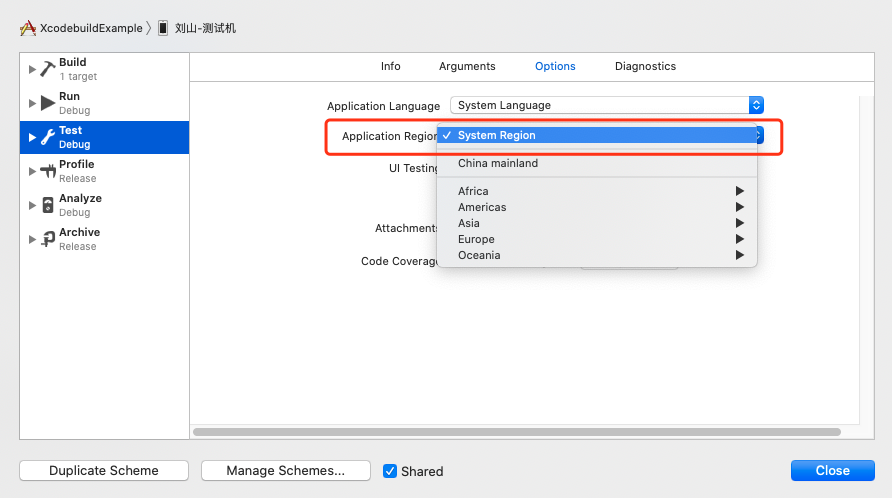 XcodebuildExample 刘山-测试机
Build
1 target
Run
Debug
Test
Debug
Profile
Release
Analyze
Debug
Archive
Release
Info Arguments Options Diagnostics
Application Language System Language
Application Region System Region
China mainland
UI Testing
Africa
Americas
Asia
Attachments
Europe
Oceania
Code Coverage
Duplicate Scheme Manage Schemes... Shared Close